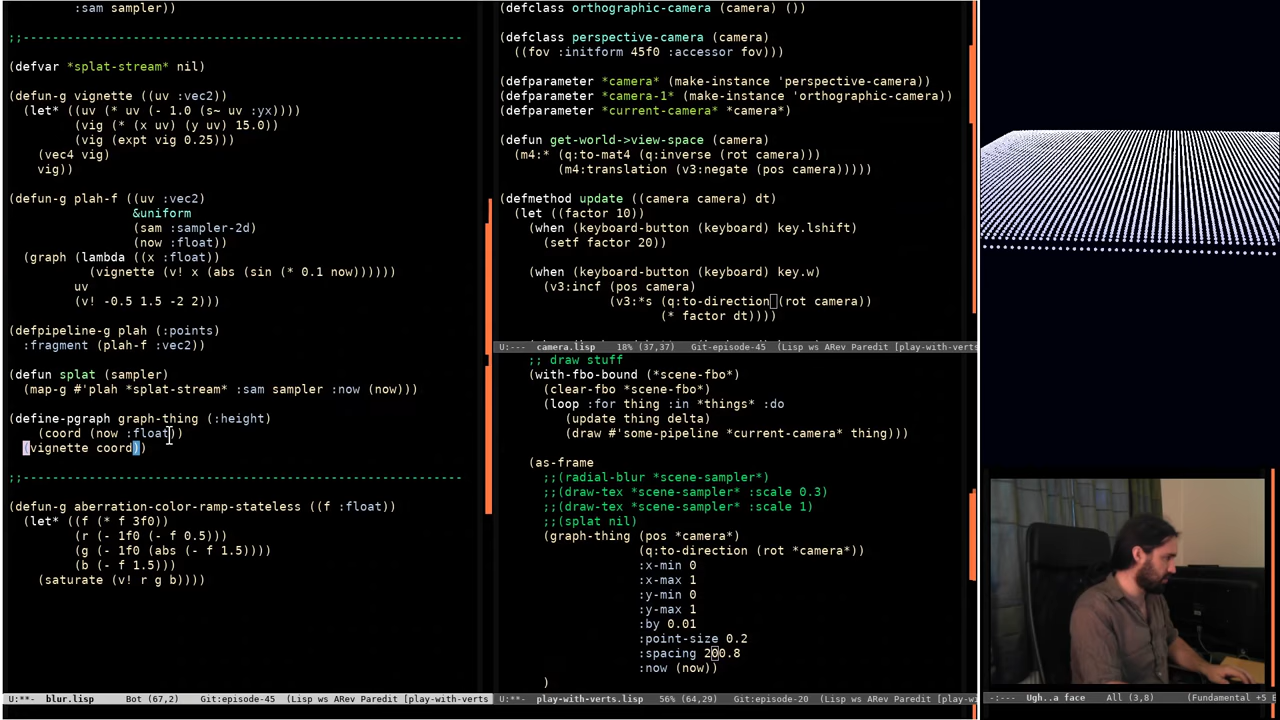 :sam sampler))
;;------------------------------------------------------------
(defvar *splat-stream* nil)
(defun-g vignette ((uv :vec2))
(let* ((uv (* uv (- 1.0 (s~ uv :yx))))
(vig (* (x uv) (y uv) 15.0))
(vig (expt vig 0.25)))
(vec4 vig)
vig))
(defun-g plah-f ((uv :vec2)
&uniform
(sam :sampler-2d)
(now :float))
(graph (lambda ((x :float))
(vignette (v! x (abs (sin (* 0.1 now))))))
uv
(v! -0.5 1.5 -2 2)))
(defpipeline-g plah (:points)
:fragment (plah-f :vec2))
(defun splat (sampler)
(map-g #'plah *splat-stream* :sam sampler :now (now)))
(define-pgraph graph-thing (:height)
(coord (now :float))
(vignette coord))
;;------------------------------------------------------------
(defun-g aberration-color-ramp-stateless ((f :float))
(let* ((f (* f 3f0))
(r (- 1f0 (- f 0.5)))
(g (- 1f0 (abs (- f 1.5))))
(b (- f 1.5)))
(saturate (v! r g b))))
U:**- blur.lisp Bot (67,2) Git:episode-45 (Lisp ws ARev Paredit [play-with-verts
(defclass orthographic-camera (camera) ())
(defclass perspective-camera (camera)
((fov :initform 45f0 :accessor fov)))
(defparameter *camera* (make-instance 'perspective-camera))
(defparameter *camera-1* (make-instance 'orthographic-camera))
(defparameter *current-camera* *camera*)
(defun get-world->view-space (camera)
(m4:* (q:to-mat4 (q:inverse (rot camera)))
(m4:translation (v3:negate (pos camera)))))
(defmethod update ((camera camera) dt)
(let ((factor 10))
(when (keyboard-button (keyboard) key.lshift)
(setf factor 20))
(when (keyboard-button (keyboard) key.w)
(v3:incf (pos camera)
(v3:*s (q:to-direction (rot camera))
(* factor dt))))
U:--- camera.lisp 18% (37,37) Git-episode-45 (Lisp ws ARev Paredit [play-with-verts
;; draw stuff
(with-fbo-bound (*scene-fbo*)
(clear-fbo *scene-fbo*)
(loop :for thing :in *things* :do
(update thing delta)
(draw #'some-pipeline *current-camera* thing)))
(as-frame
;;(radial-blur *scene-sampler*)
;;(draw-tex *scene-sampler* :scale 0.3)
;;(draw-tex *scene-sampler* :scale 1)
;;(splat nil)
(graph-thing (pos *camera*)
(q:to-direction (rot *camera*))
:x-min 0
:x-max 1
:y-min 0
:y-max 1
:by 0.01
:point-size 0.2
:spacing 200.8
:now (now))
)
U:**- play-with-verts.lisp 56% (64,29) Git:episode-20 (Lisp ws ARev Paredit [play-wi
-:--- Ugh..a face All (3,8) (Fundamental +5 E